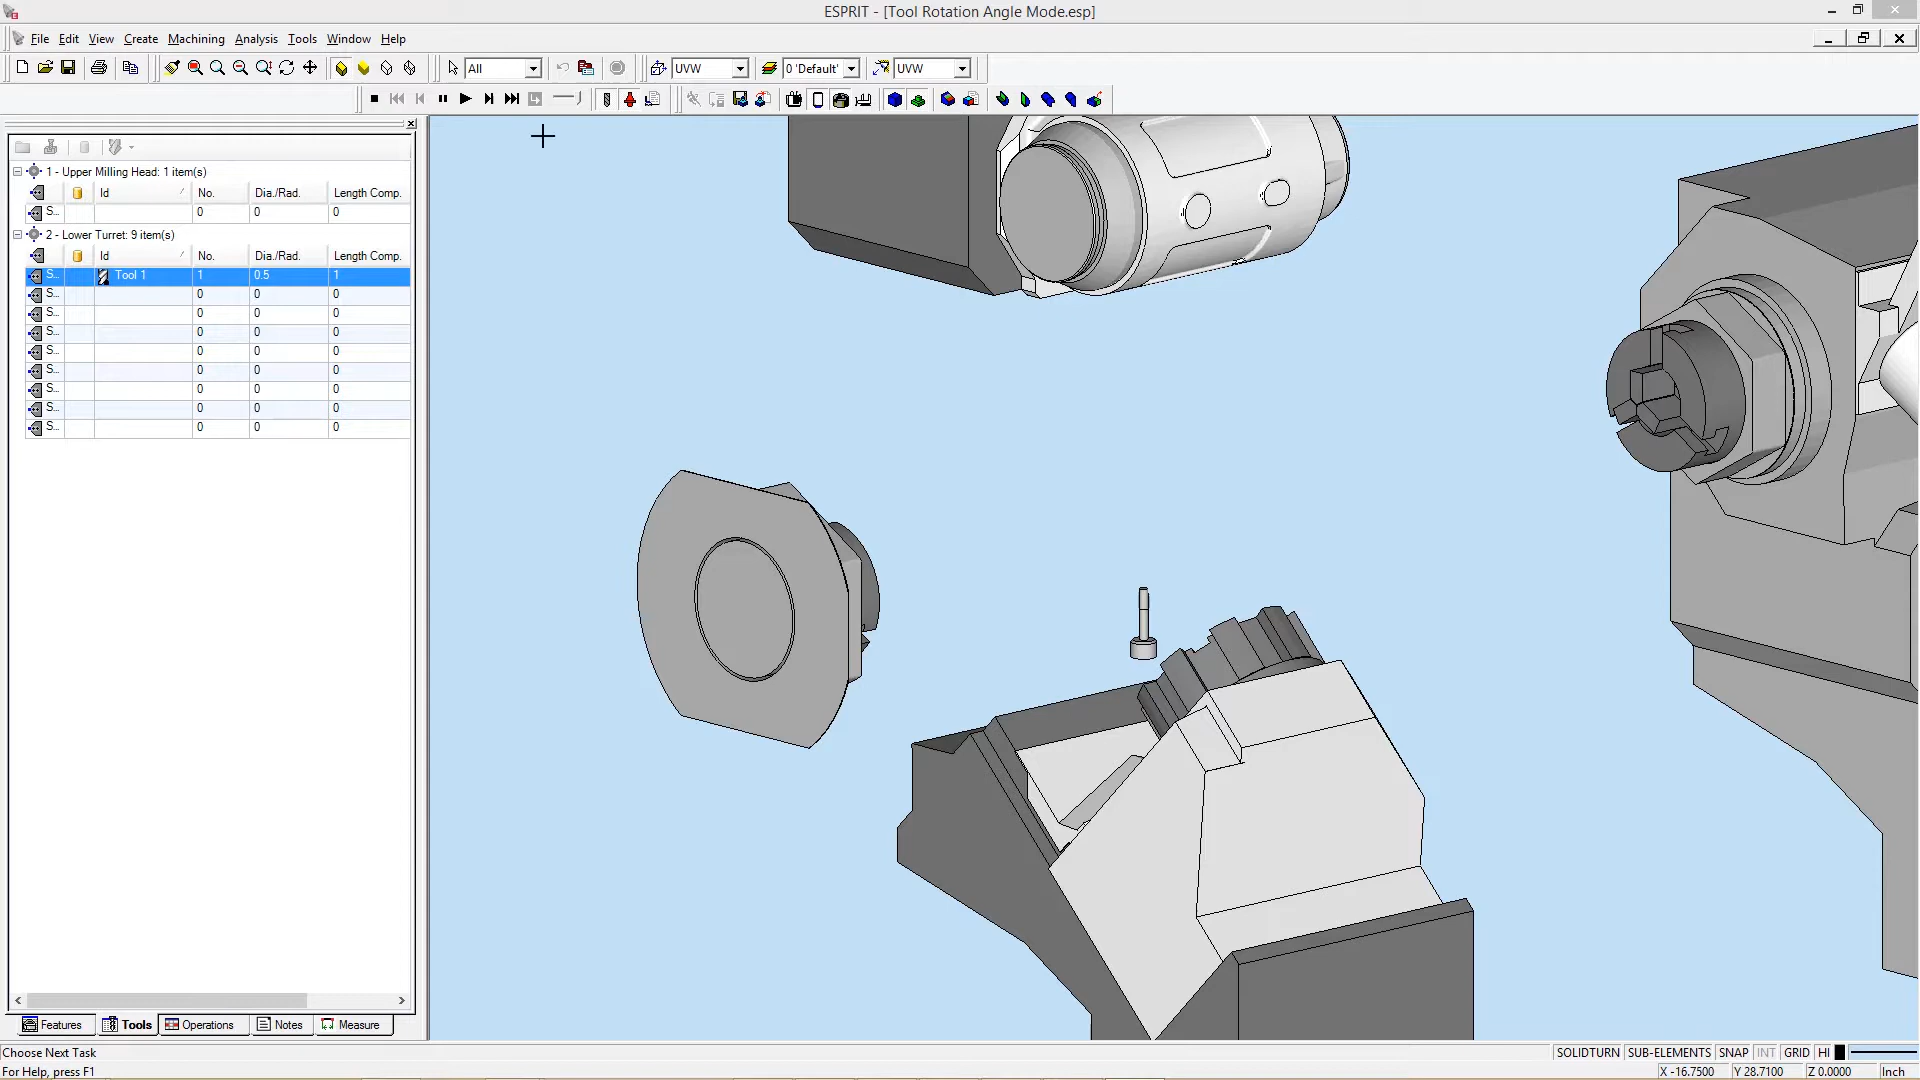 ESPRIT - [Tool Rotation Angle Mode.esp]
File Edit View Create Machining Analysis Tools Window Help
All UVW 0 'Default' UVW
1 - Upper Milling Head: 1 item(s)
Id / No. Dia./Rad. Length Comp.
S... 0 0 0
2 - Lower Turret: 9 item(s)
Id / No. Dia./Rad. Length Comp.
S... Tool 1 1 0.5 1
S... 0 0 0
S... 0 0 0
S... 0 0 0
S... 0 0 0
S... 0 0 0
S... 0 0 0
S... 0 0 0
S... 0 0 0
Features Tools Operations Notes Measure
Choose Next Task SOLIDTURN SUB-ELEMENTS SNAP INT GRID HI
For Help, press F1 X -16.7500 Y 28.7100 Z 0.0000 Inch